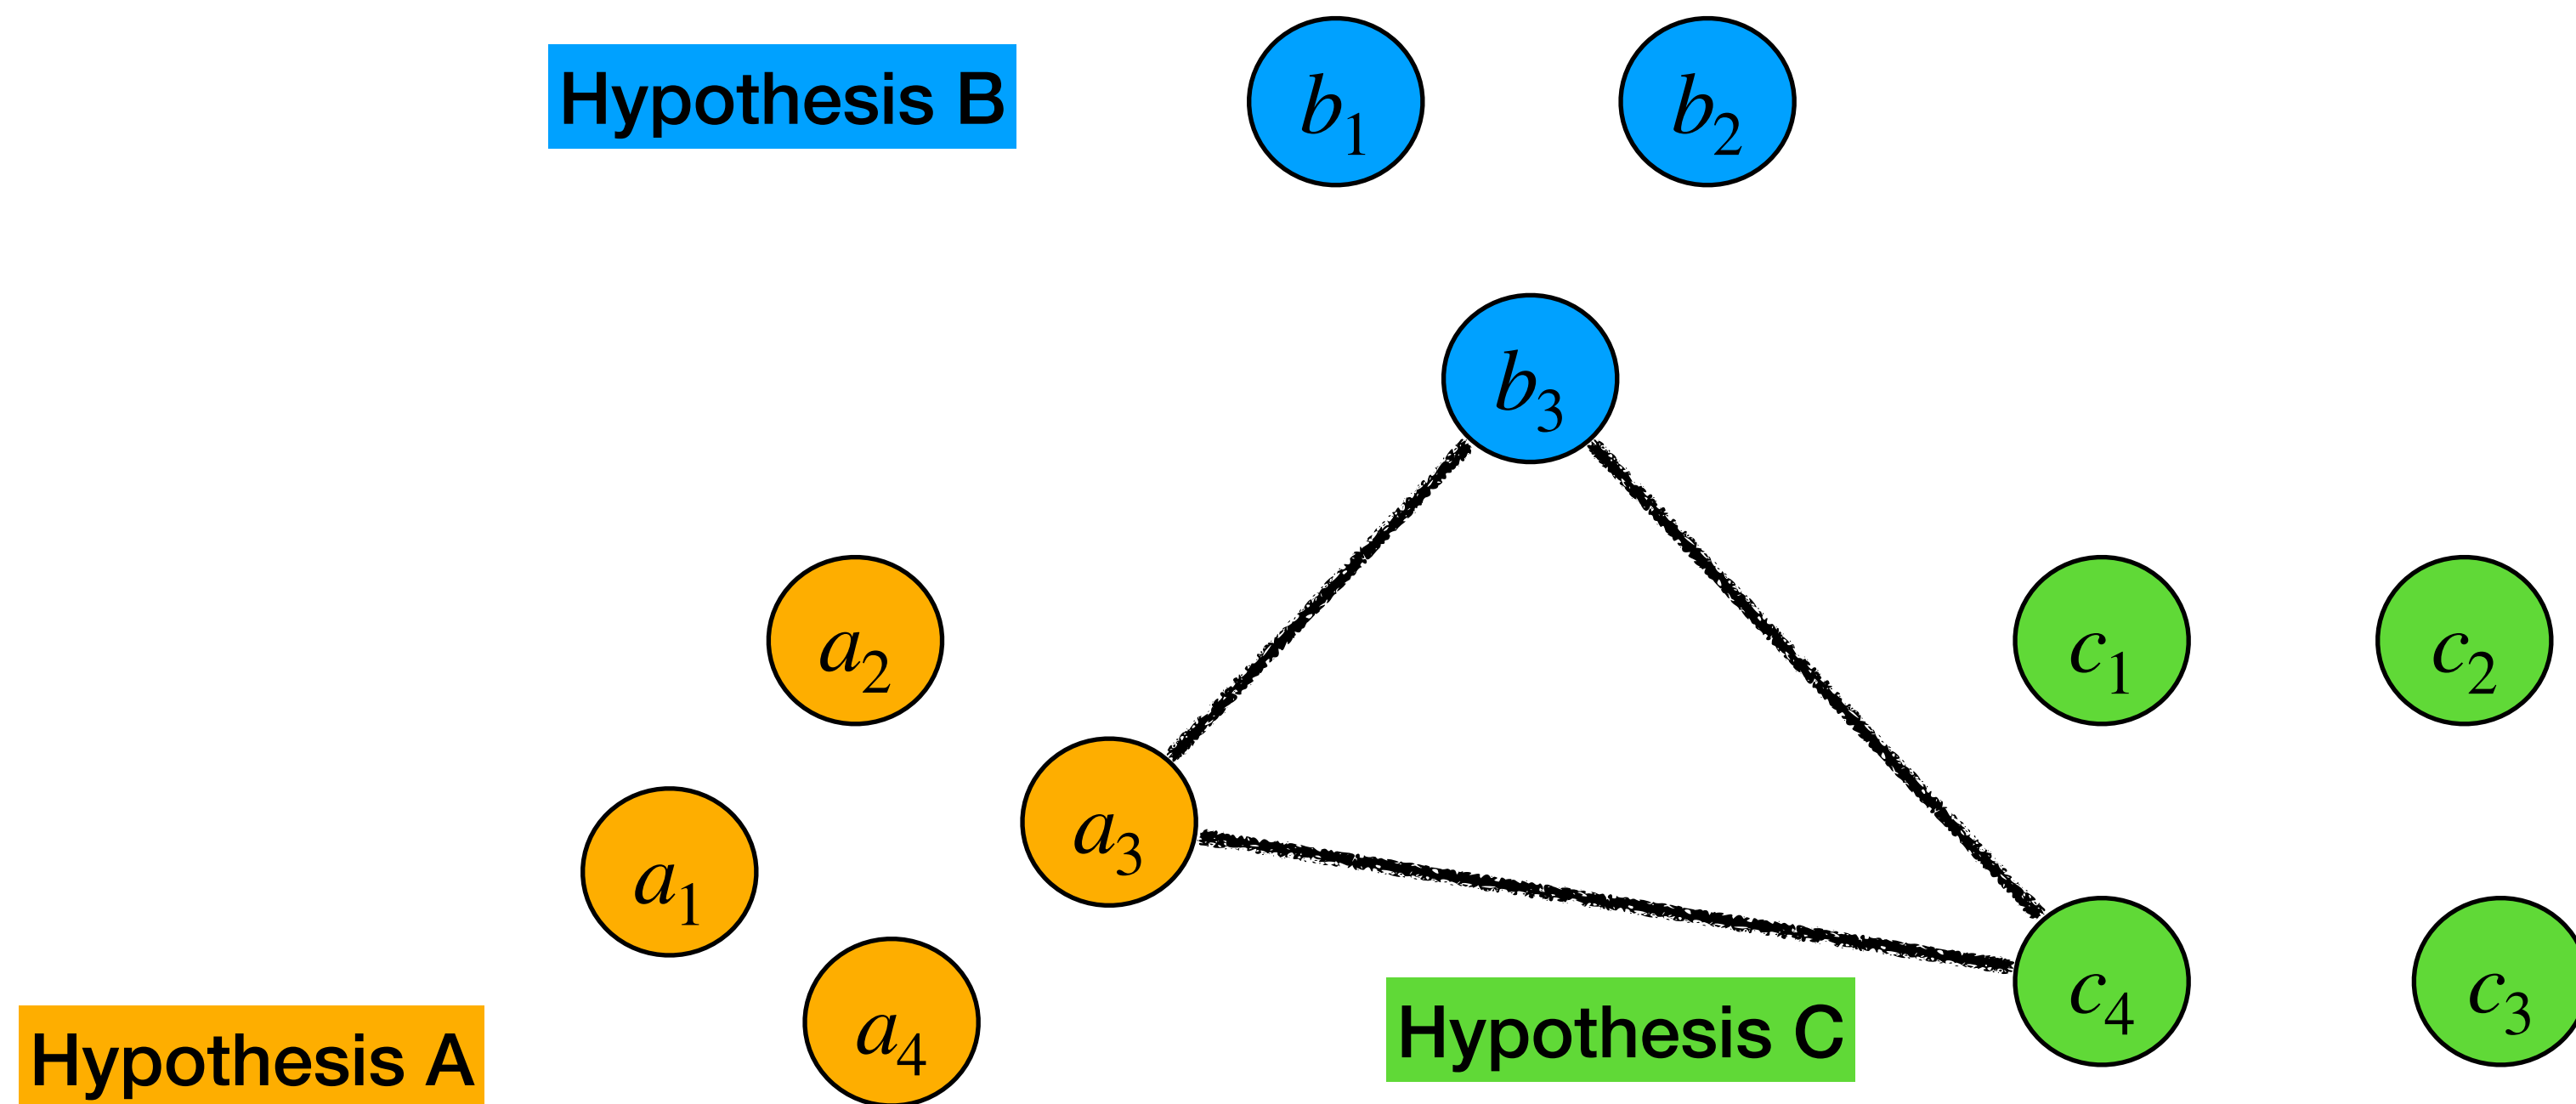 Hypothesis B
b₁
b₂
b₃
a₂
c₁
c₂
a₃
a₁
c₄
c₃
a₄
Hypothesis C
Hypothesis A